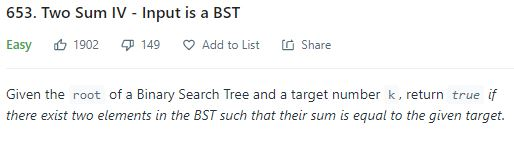 653. Two Sum IV - Input is a BST
Easy 1902 149 Add to List Share
Given the root of a Binary Search Tree and a target number k, return true if
there exist two elements in the BST such that their sum is equal to the given target.